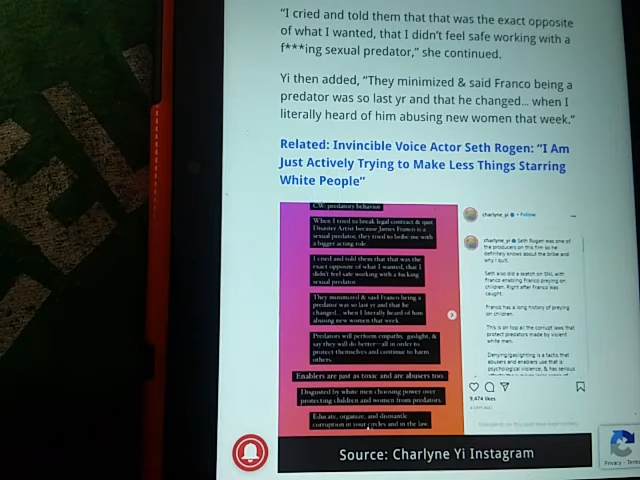 “I cried and told them that that was the exact opposite
of what I wanted, that I didn’t feel safe working with a
f***ing sexual predator,” she continued.
Yi then added, “They minimized & said Franco being a
predator was so last yr and that he changed… when I
literally heard of him abusing new women that week.”
Related: Invincible Voice Actor Seth Rogen: “I Am
Just Actively Trying to Make Less Things Starring
White People”
CW: predatory behavior
When I tried to break legal contract & quit
Disaster Artist because James Franco is a
sexual predator, they tried to bribe me with
a bigger acting role.
I cried and told them that that was the
exact opposite of what I wanted, that I
didn't feel safe working with a fucking
sexual predator.
They minimized & said Franco being a
predator was so last yr and that he
changed... when I literally heard of him
abusing new women that week.
Predators will perform empathy, gaslight, &
say they will do better—all in order to
protect themselves and continue to harm
others.
Enablers are just as toxic and are abusers too.
Disgusted by white men choosing power over
protecting children and women from predators.
Educate, organize, and dismantle
corruption in your circles and in the law.
charlyne_yi • Follow
charlyne_yi Seth Rogen was one of
the producers on this film so he
definitely knows about the bribe and
why I quit.
Seth also did a sketch on SNL with
Franco enabling Franco preying on
children. Right after Franco was
caught.
Franco has a long history of preying
on children.
This is on top of the corrupt laws that
protect predators made by violent
white men.
Denying/gaslighting is a tactic that
abusers and enablers use that is
psychological violence, & has serious
9,474 likes
Source: Charlyne Yi Instagram
Privacy - Terms